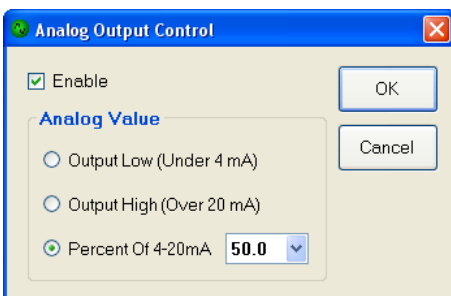 Analog Output Control
Enable
OK
Analog Value
Cancel
Output Low (Under 4 mA)
Output High (Over 20 mA)
Percent Of 4-20mA 50.0